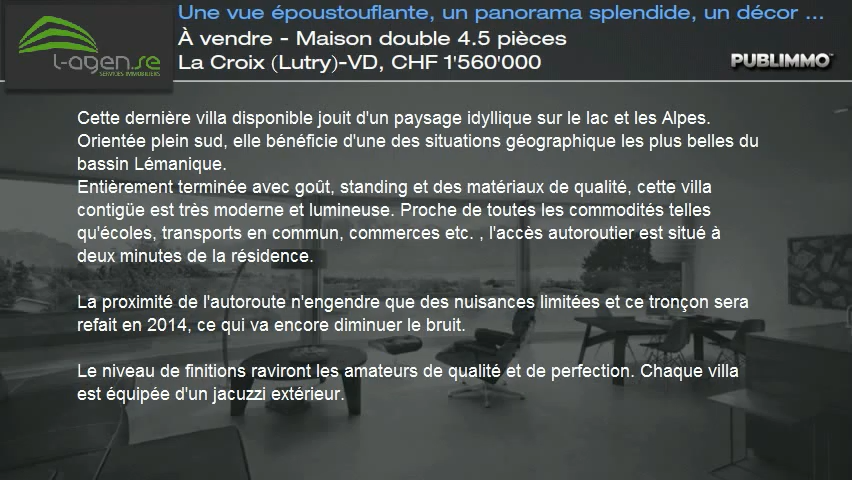 Une vue époustouflante, un panorama splendide, un décor ...
L-agen.se
SERVICES IMMOBILIERS
À vendre - Maison double 4.5 pièces
La Croix (Lutry)-VD, CHF 1'560'000
PUBLIMMO™
Cette dernière villa disponible jouit d'un paysage idyllique sur le lac et les Alpes.
Orientée plein sud, elle bénéficie d'une des situations géographique les plus belles du
bassin Lémanique.
Entièrement terminée avec goût, standing et des matériaux de qualité, cette villa
contigüe est très moderne et lumineuse. Proche de toutes les commodités telles
qu'écoles, transports en commun, commerces etc. , l'accès autoroutier est situé à
deux minutes de la résidence.
La proximité de l'autoroute n'engendre que des nuisances limitées et ce tronçon sera
refait en 2014, ce qui va encore diminuer le bruit.
Le niveau de finitions raviront les amateurs de qualité et de perfection. Chaque villa
est équipée d'un jacuzzi extérieur.